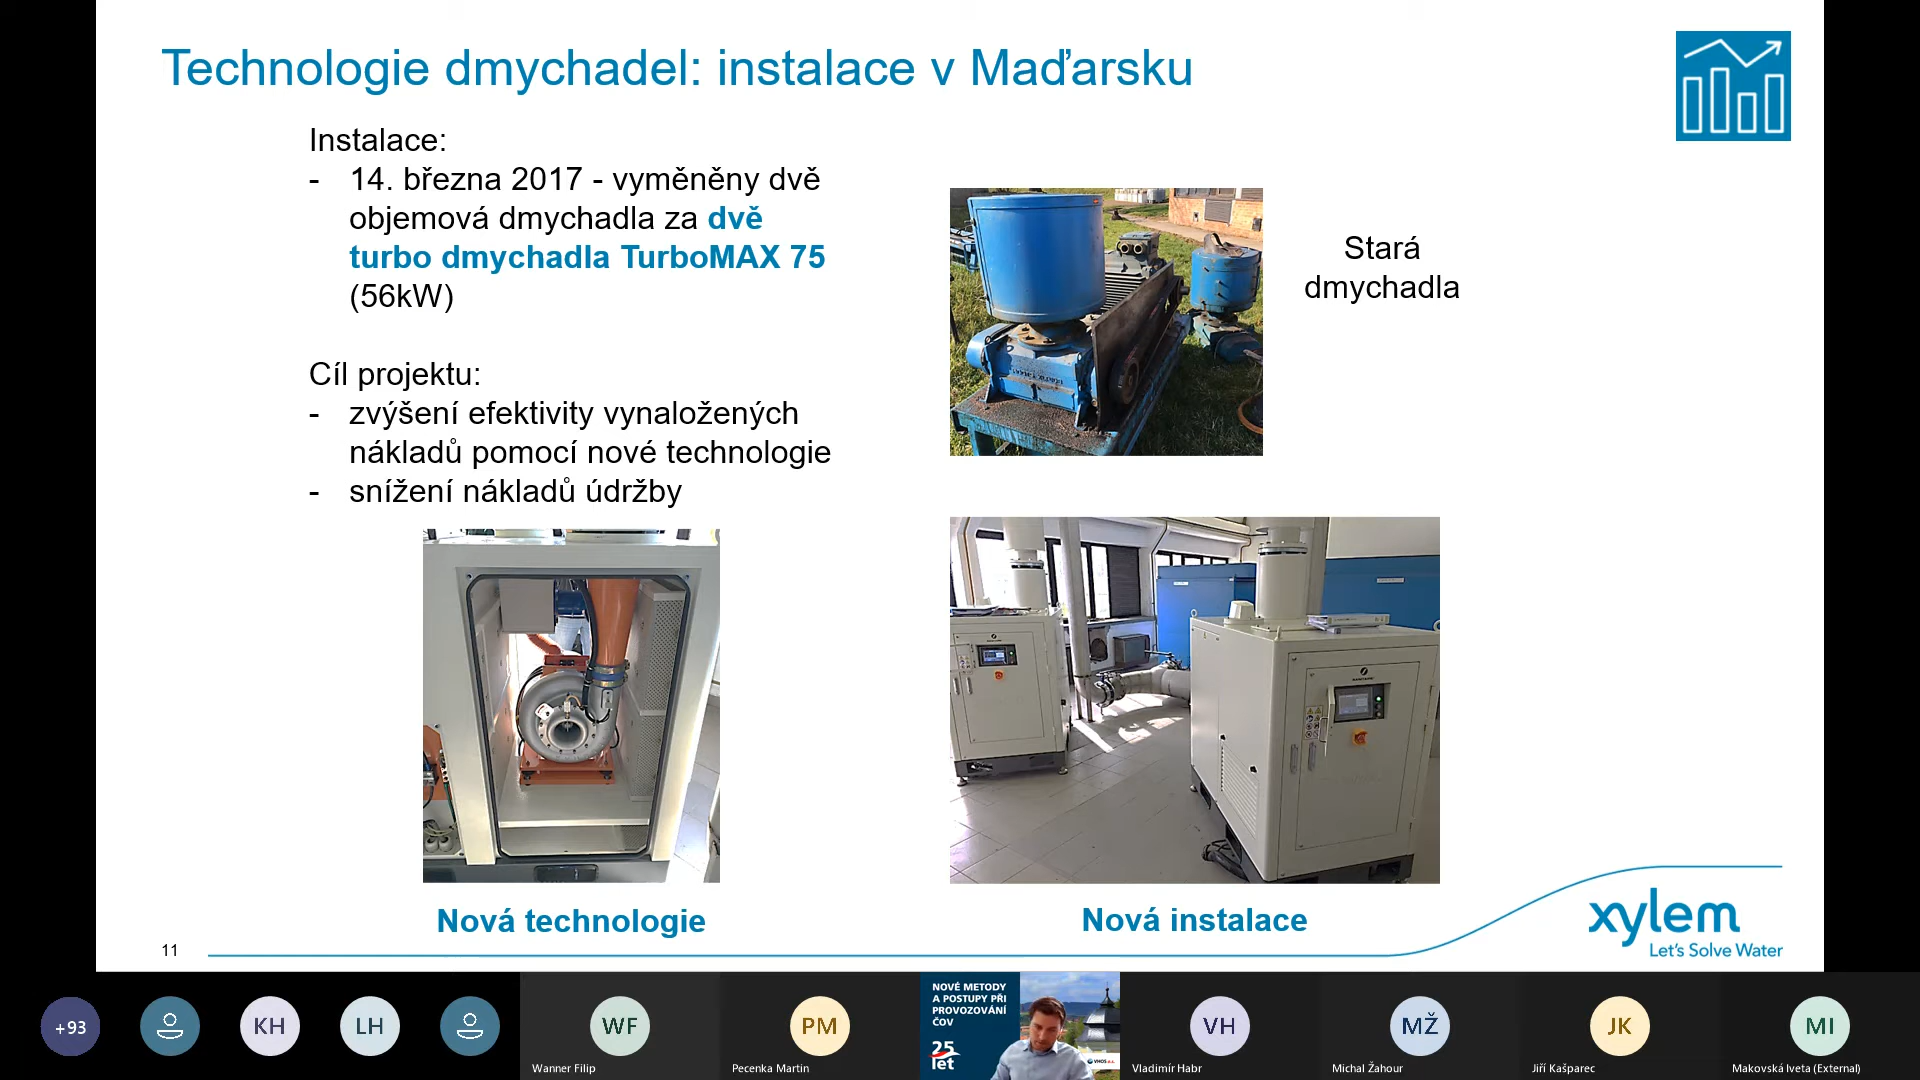 Technologie dmychadel: instalace v Maďarsku
Instalace:
- 14. března 2017 - vyměněny dvě
objemová dmychadla za dvě
turbo dmychadla TurboMAX 75
(56kW)
Cíl projektu:
- zvýšení efektivity vynaložených
nákladů pomocí nové technologie
- snížení nákladů údržby
Stará
dmychadla
Nová technologie
Nová instalace
11
xylem
Let's Solve Water
+93
KH
LH
WF
Wanner Filip
PM
Pecenka Martin
NOVÉ METODY
A POSTUPY PŘI
PROVOZOVÁNÍ
ČOV
25
let
VHOS a.s.
VH
Vladimír Habr
MŽ
Michal Žahour
JK
Jiří Kašparec
MI
Makovská Iveta (External)